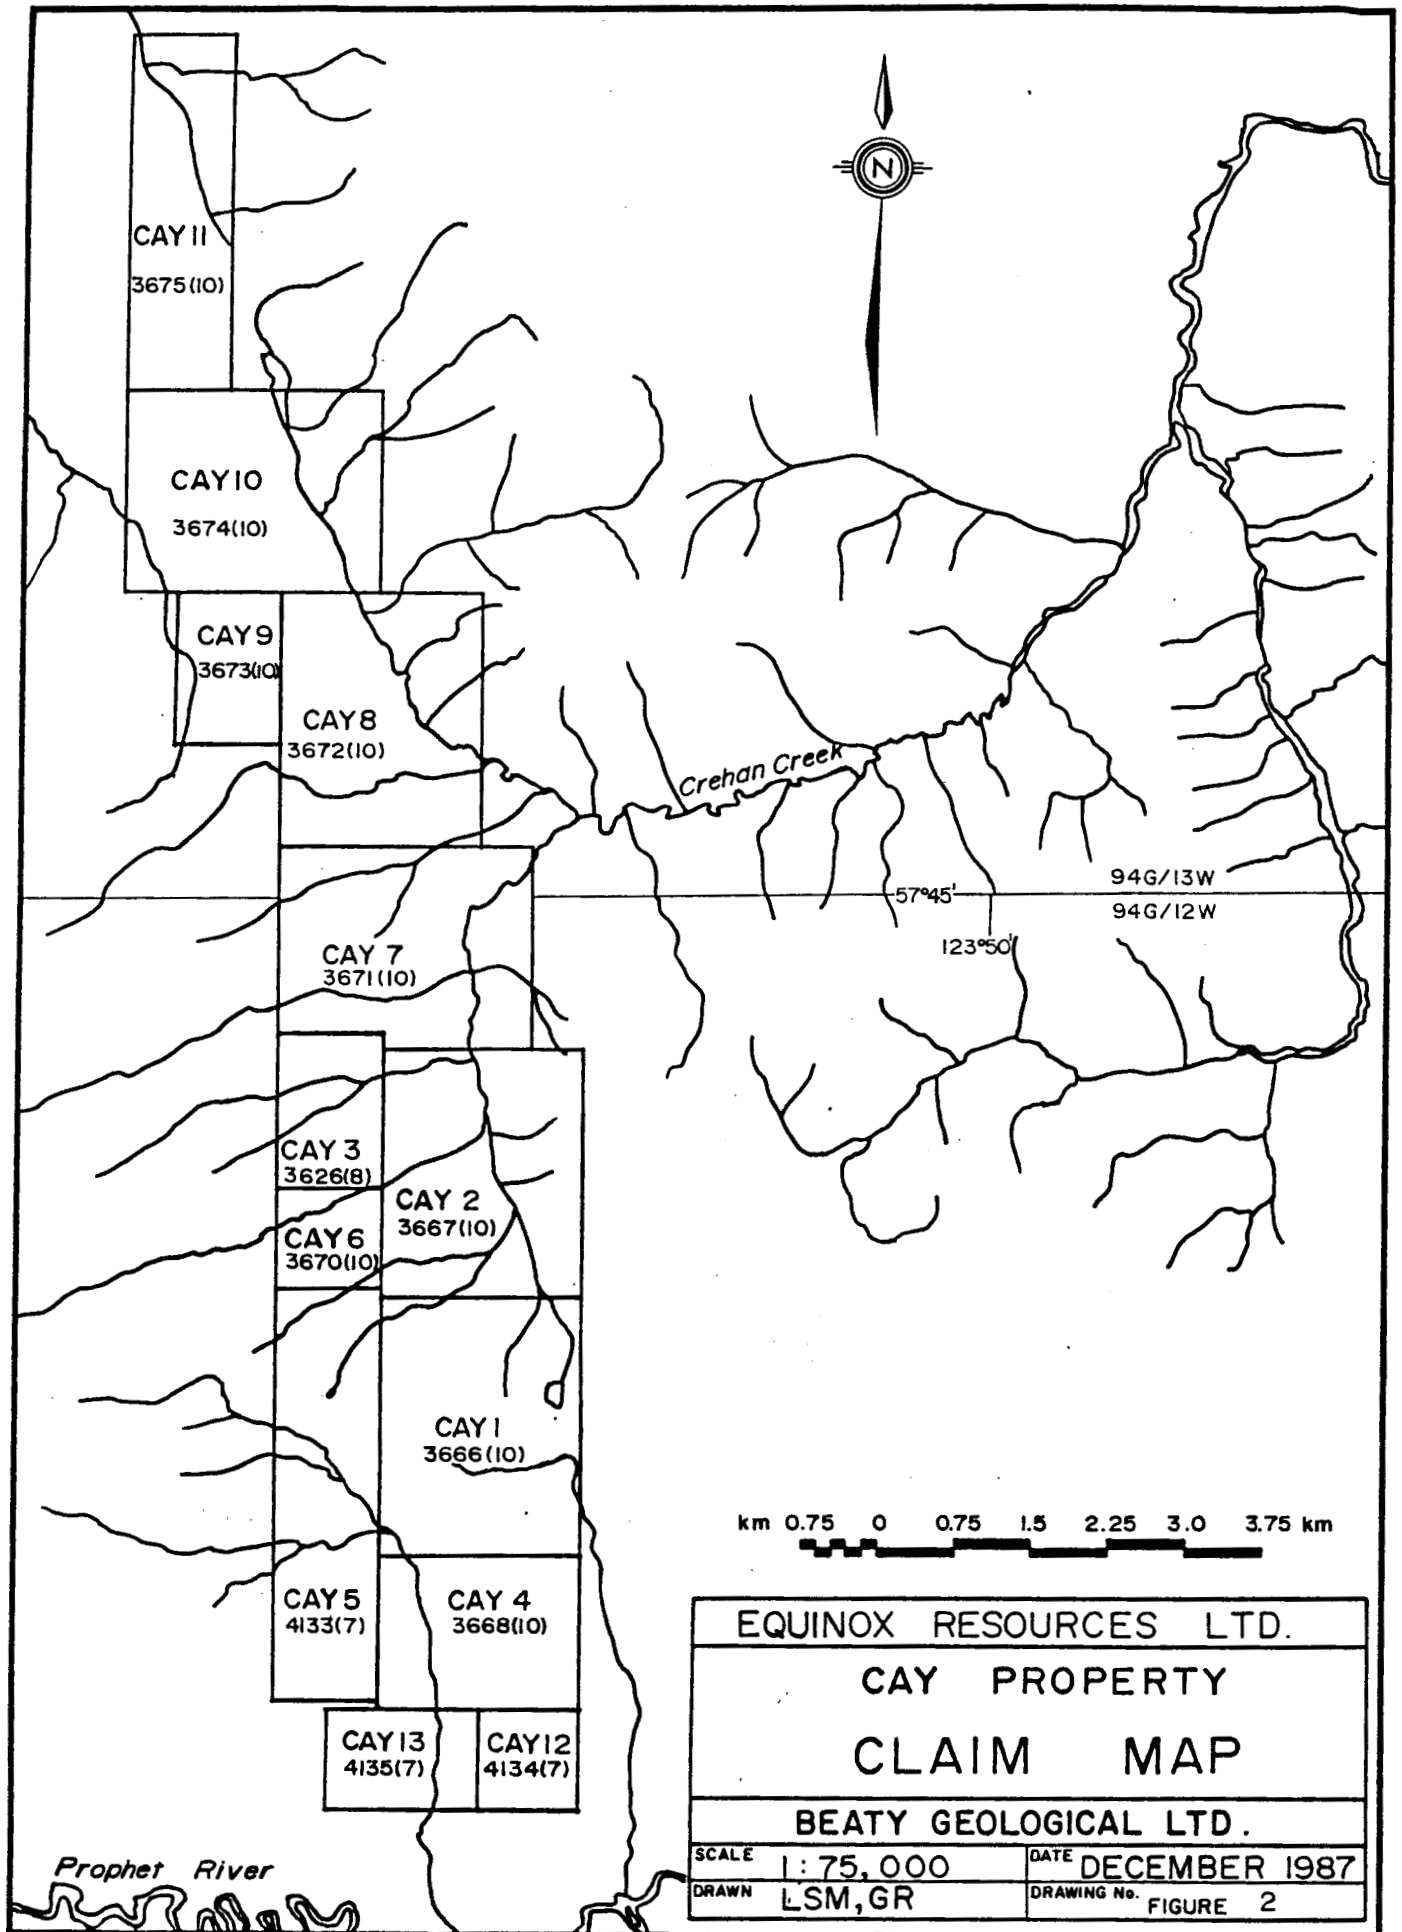 N
CAY 11
3675(10)
CAY 10
3674(10)
CAY 9
3673(10)
CAY 8
3672(10)
Crehan Creek
94G/13W
57°45'
94G/12W
123°50'
CAY 7
3671(10)
CAY 3
3626(8)
CAY 2
3667(10)
CAY 6
3670(10)
CAY 1
3666(10)
km 0.75 0 0.75 1.5 2.25 3.0 3.75 km
CAY 5
4133(7)
CAY 4
3668(10)
CAY 13
4135(7)
CAY 12
4134(7)
Prophet River
EQUINOX RESOURCES LTD.
CAY PROPERTY
CLAIM MAP
BEATY GEOLOGICAL LTD.
SCALE 1:75,000
DATE DECEMBER 1987
DRAWN LSM,GR
DRAWING No. FIGURE 2